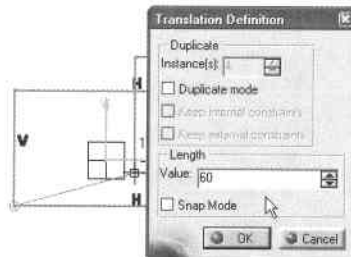 Translation Definition
Duplicate
Instance(s):
Duplicate mode
Keep internal constraints
Keep external constraints
Length
Value: 60
Snap Mode
OK Cancel
H
V
H